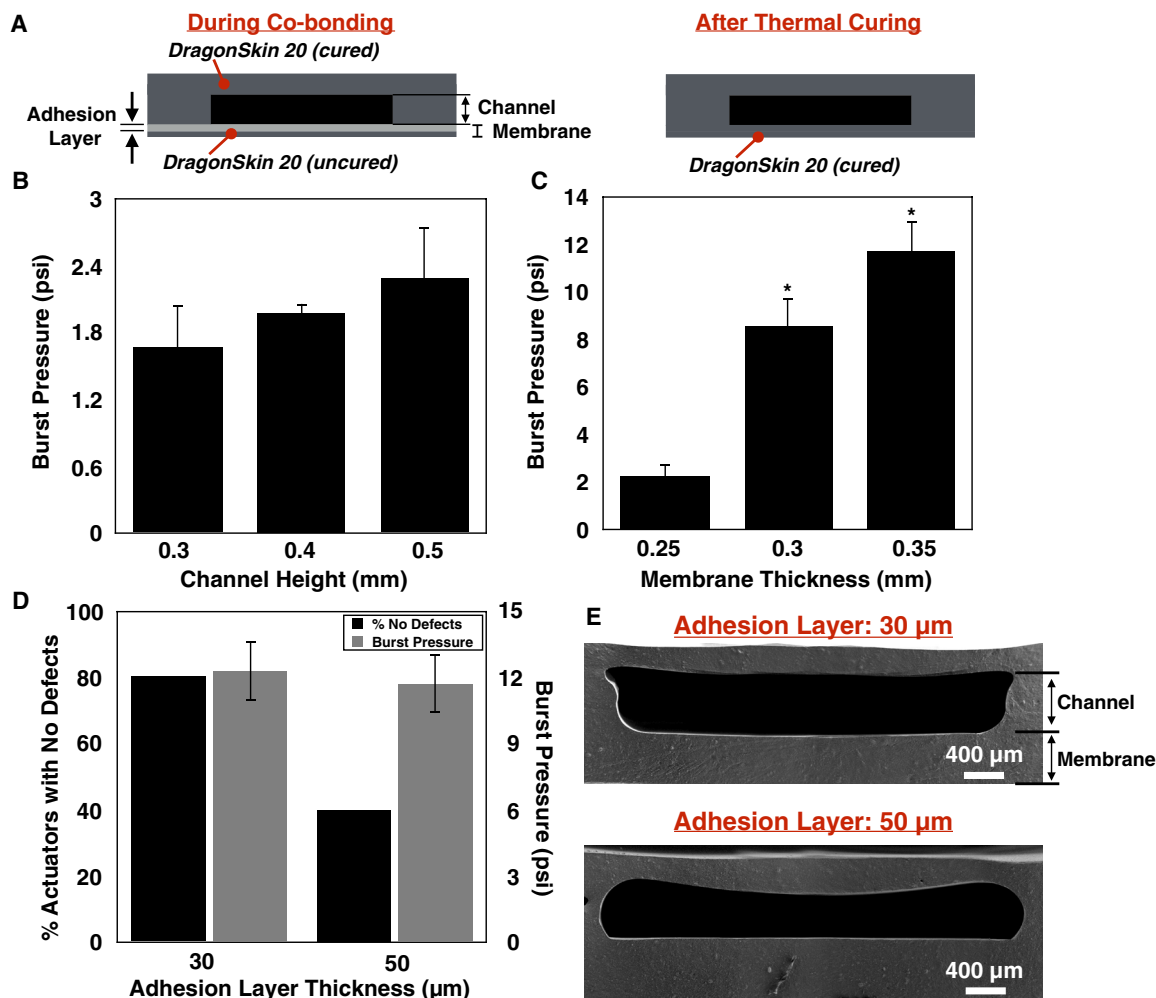 A
During Co-bonding
After Thermal Curing
DragonSkin 20 (cured)
Adhesion
Layer
Channel
Membrane
DragonSkin 20 (uncured)
DragonSkin 20 (cured)
B
Burst Pressure (psi)
3
2.4
1.8
1.2
0.6
0
0.3
0.4
0.5
Channel Height (mm)
C
Burst Pressure (psi)
14
12
10
8
6
4
2
0
*
*
0.25
0.3
0.35
Membrane Thickness (mm)
D
% Actuators with No Defects
100
80
60
40
20
0
% No Defects
Burst Pressure
15
12
9
6
3
0
Burst Pressure (psi)
30
50
Adhesion Layer Thickness (μm)
E
Adhesion Layer: 30 μm
Channel
Membrane
400 μm
Adhesion Layer: 50 μm
400 μm